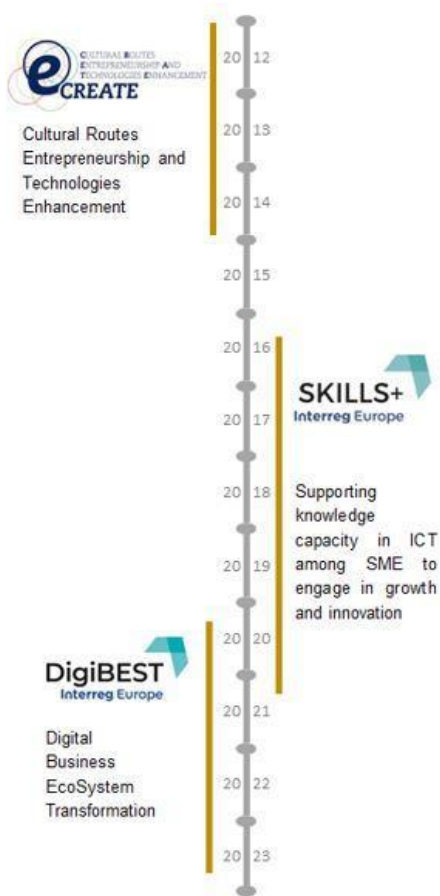 20 12
CULTURAL ROUTES
ENTREPRENEURSHIP AND
TECHNOLOGIES ENHANCEMENT
eCREATE
Cultural Routes
Entrepreneurship and
Technologies
Enhancement
20 13
20 14
20 15
20 16
SKILLS+
Interreg Europe
20 17
20 18
Supporting
knowledge
capacity in ICT
among SME to
engage in growth
and innovation
20 19
20 20
DigiBEST
Interreg Europe
20 21
Digital
Business
EcoSystem
Transformation
20 22
20 23